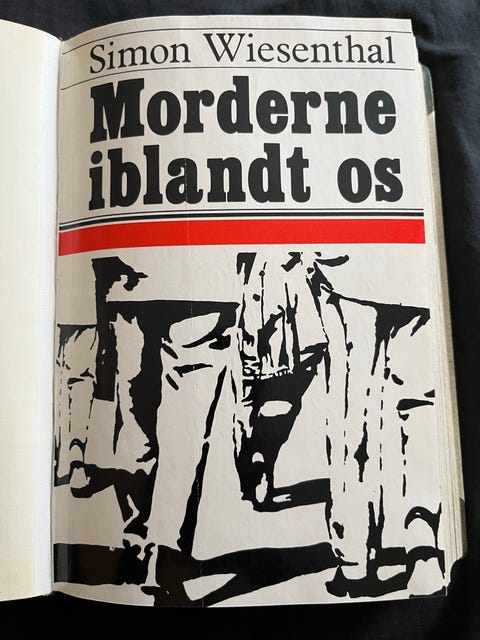 Simon Wiesenthal
Morderne
iblandt os